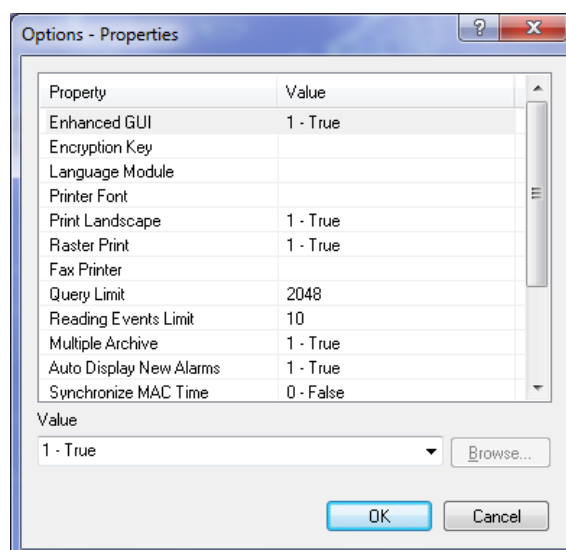 Options - Properties
Property Value
Enhanced GUI 1 - True
Encryption Key
Language Module
Printer Font
Print Landscape 1 - True
Raster Print 1 - True
Fax Printer
Query Limit 2048
Reading Events Limit 10
Multiple Archive 1 - True
Auto Display New Alarms 1 - True
Synchronize MAC Time 0 - False
Value
1 - True Browse...
OK Cancel